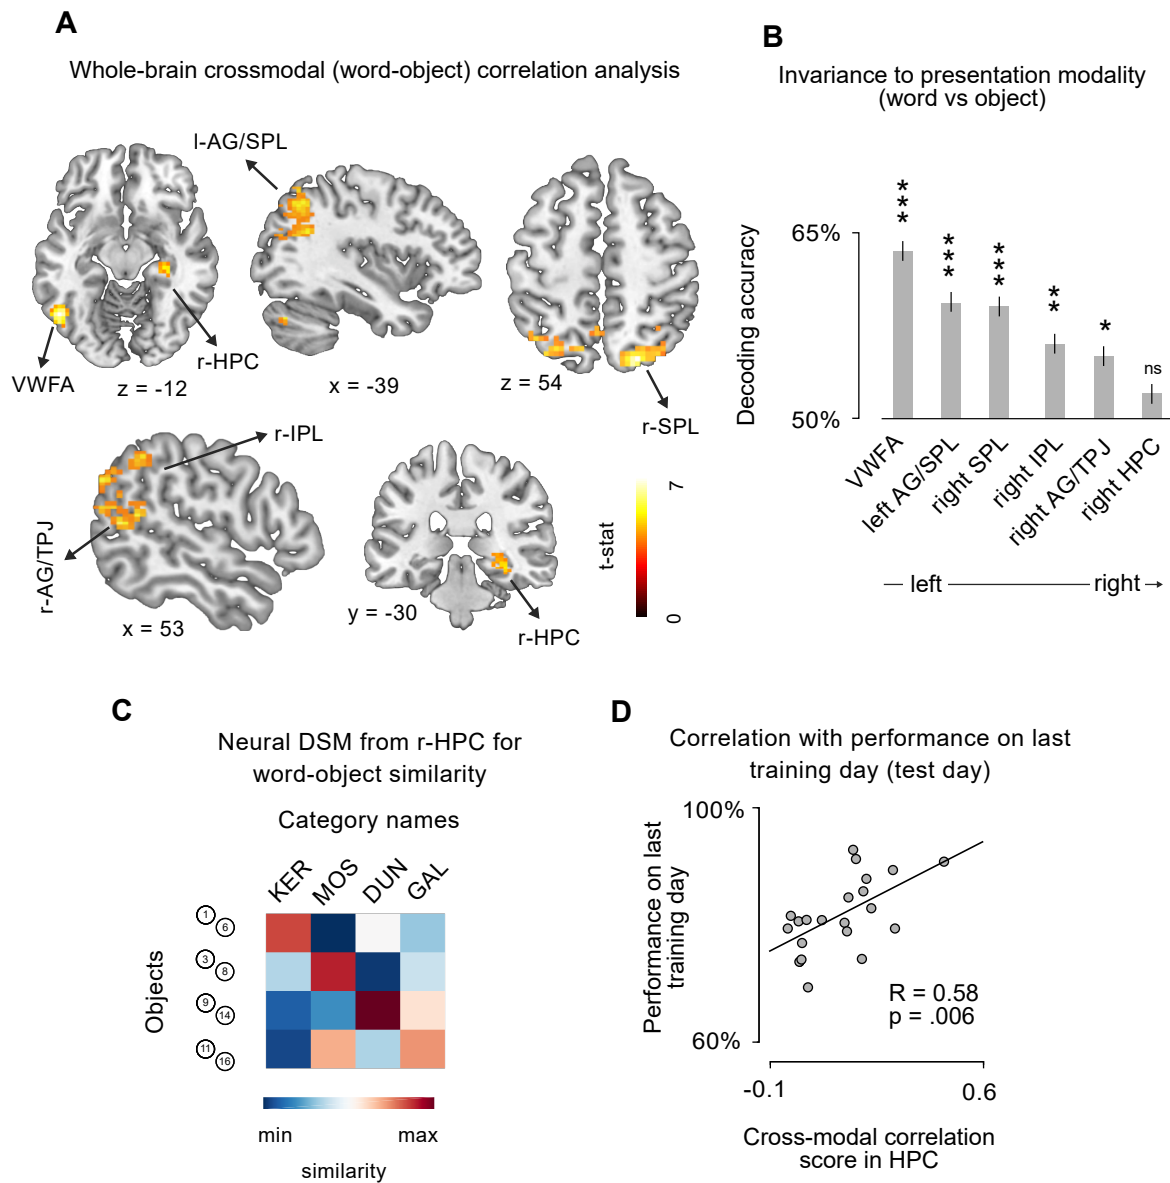 A
Whole-brain crossmodal (word-object) correlation analysis
l-AG/SPL
VWFA
z = -12
r-HPC
x = -39
z = 54
r-SPL
r-IPL
r-AG/TPJ
x = 53
y = -30
r-HPC
t-stat
7
0
B
Invariance to presentation modality
(word vs object)
Decoding accuracy
65%
50%
***
***
***
**
*
ns
VWFA
left AG/SPL
right SPL
right IPL
right AG/TPJ
right HPC
left
right
C
Neural DSM from r-HPC for
word-object similarity
Category names
KER
MOS
DUN
GAL
Objects
1
6
3
8
9
14
11
16
min
max
similarity
D
Correlation with performance on last
training day (test day)
Performance on last
training day
100%
60%
R = 0.58
p = .006
-0.1
0.6
Cross-modal correlation
score in HPC